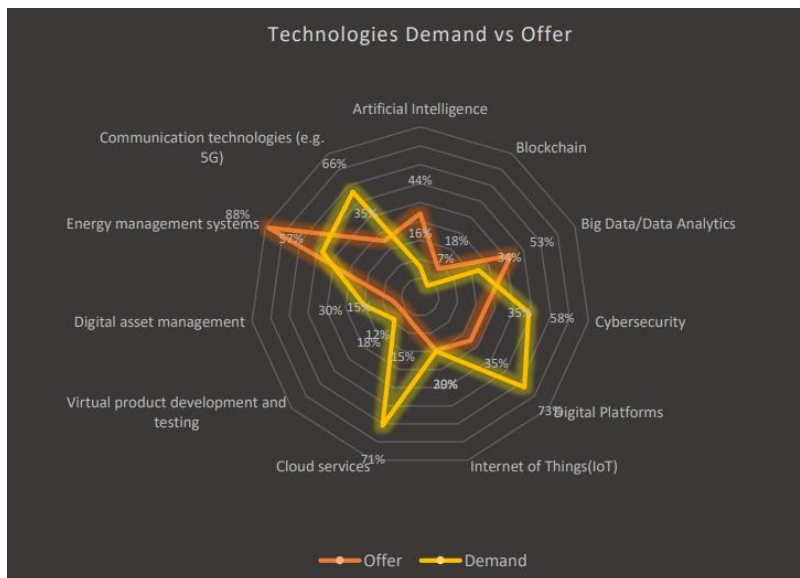 Technologies Demand vs Offer
Artificial Intelligence
Communication technologies (e.g.
5G)
Blockchain
66%
44%
88%
35%
Energy management systems
Big Data/Data Analytics
57%
16%
18%
53%
7%
34%
Digital asset management
30%
15%
35%
58%
Cybersecurity
12%
18%
15%
35%
Virtual product development and
testing
73%
Digital Platforms
Cloud services
71%
Internet of Things(IoT)
Offer
Demand